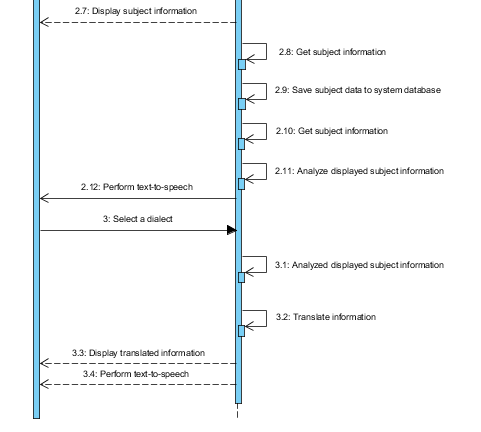 2.7: Display subject information
2.8: Get subject information
2.9: Save subject data to system database
2.10: Get subject information
2.11: Analyze displayed subject information
2.12: Perform text-to-speech
3: Select a dialect
3.1: Analyzed displayed subject information
3.2: Translate information
3.3: Display translated information
3.4: Perform text-to-speech